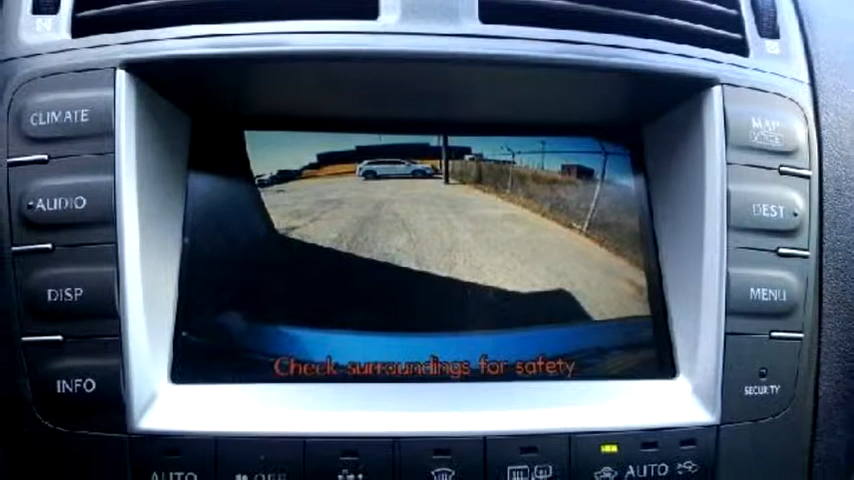 CLIMATE
AUDIO
DISP
INFO
MAP
DEST
MENU
SECURITY
Check surroundings for safety
AUTO
OFF
AUTO